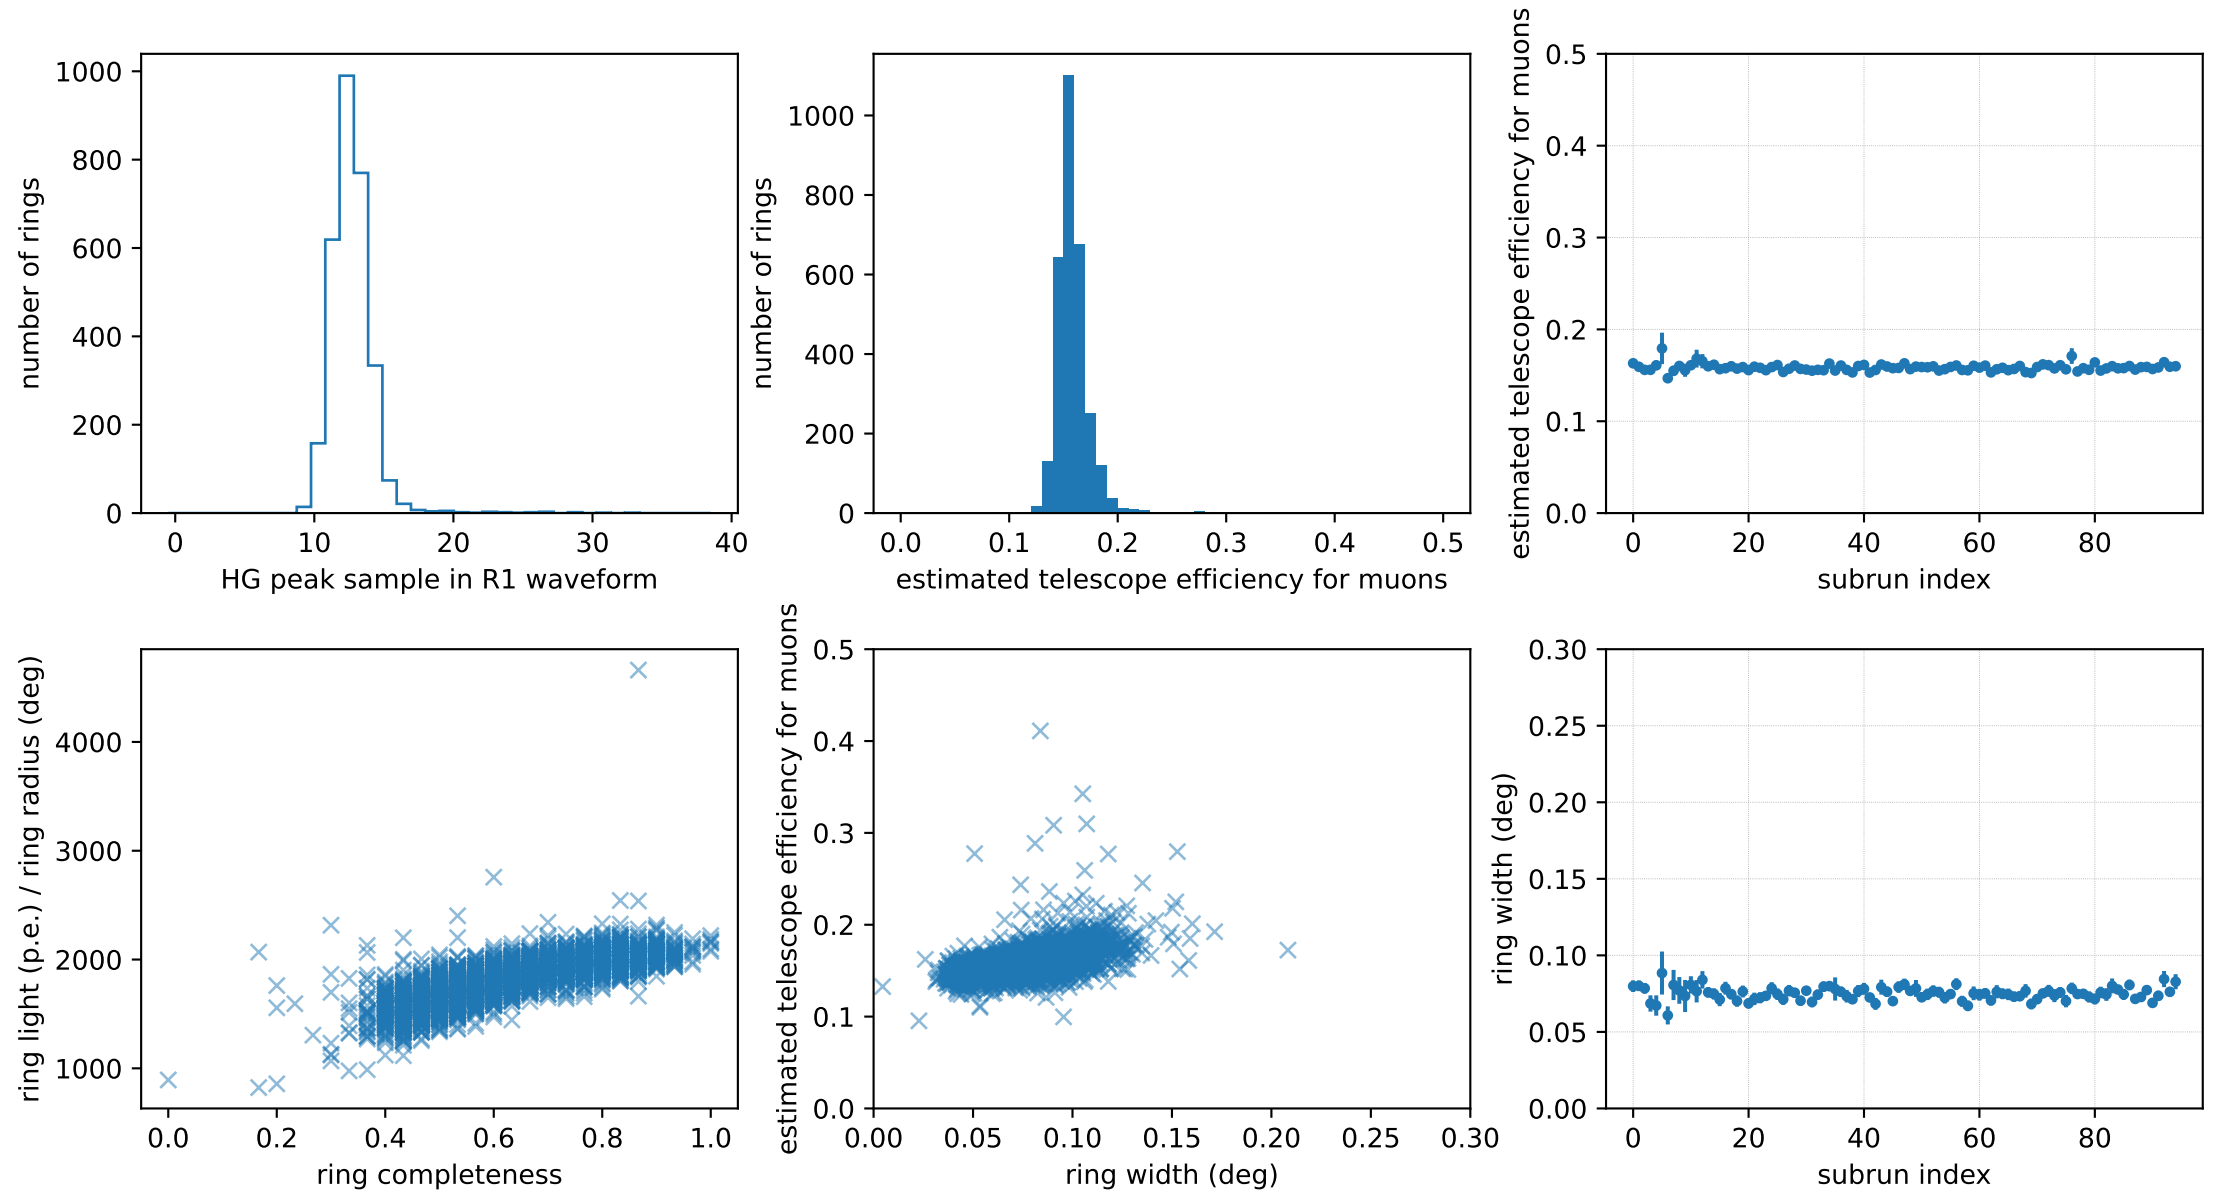 number of rings
1000
800
600
400
200
0
0 10 20 30 40
HG peak sample in R1 waveform
number of rings
1000
800
600
400
200
0
0.0 0.1 0.2 0.3 0.4 0.5
estimated telescope efficiency for muons
estimated telescope efficiency for muons
0.5
0.4
0.3
0.2
0.1
0.0
0 20 40 60 80
subrun index
ring light (p.e.) / ring radius (deg)
4000
3000
2000
1000
0.0 0.2 0.4 0.6 0.8 1.0
ring completeness
estimated telescope efficiency for muons
0.5
0.4
0.3
0.2
0.1
0.0
0.00 0.05 0.10 0.15 0.20 0.25 0.30
ring width (deg)
ring width (deg)
0.30
0.25
0.20
0.15
0.10
0.05
0.00
0 20 40 60 80
subrun index